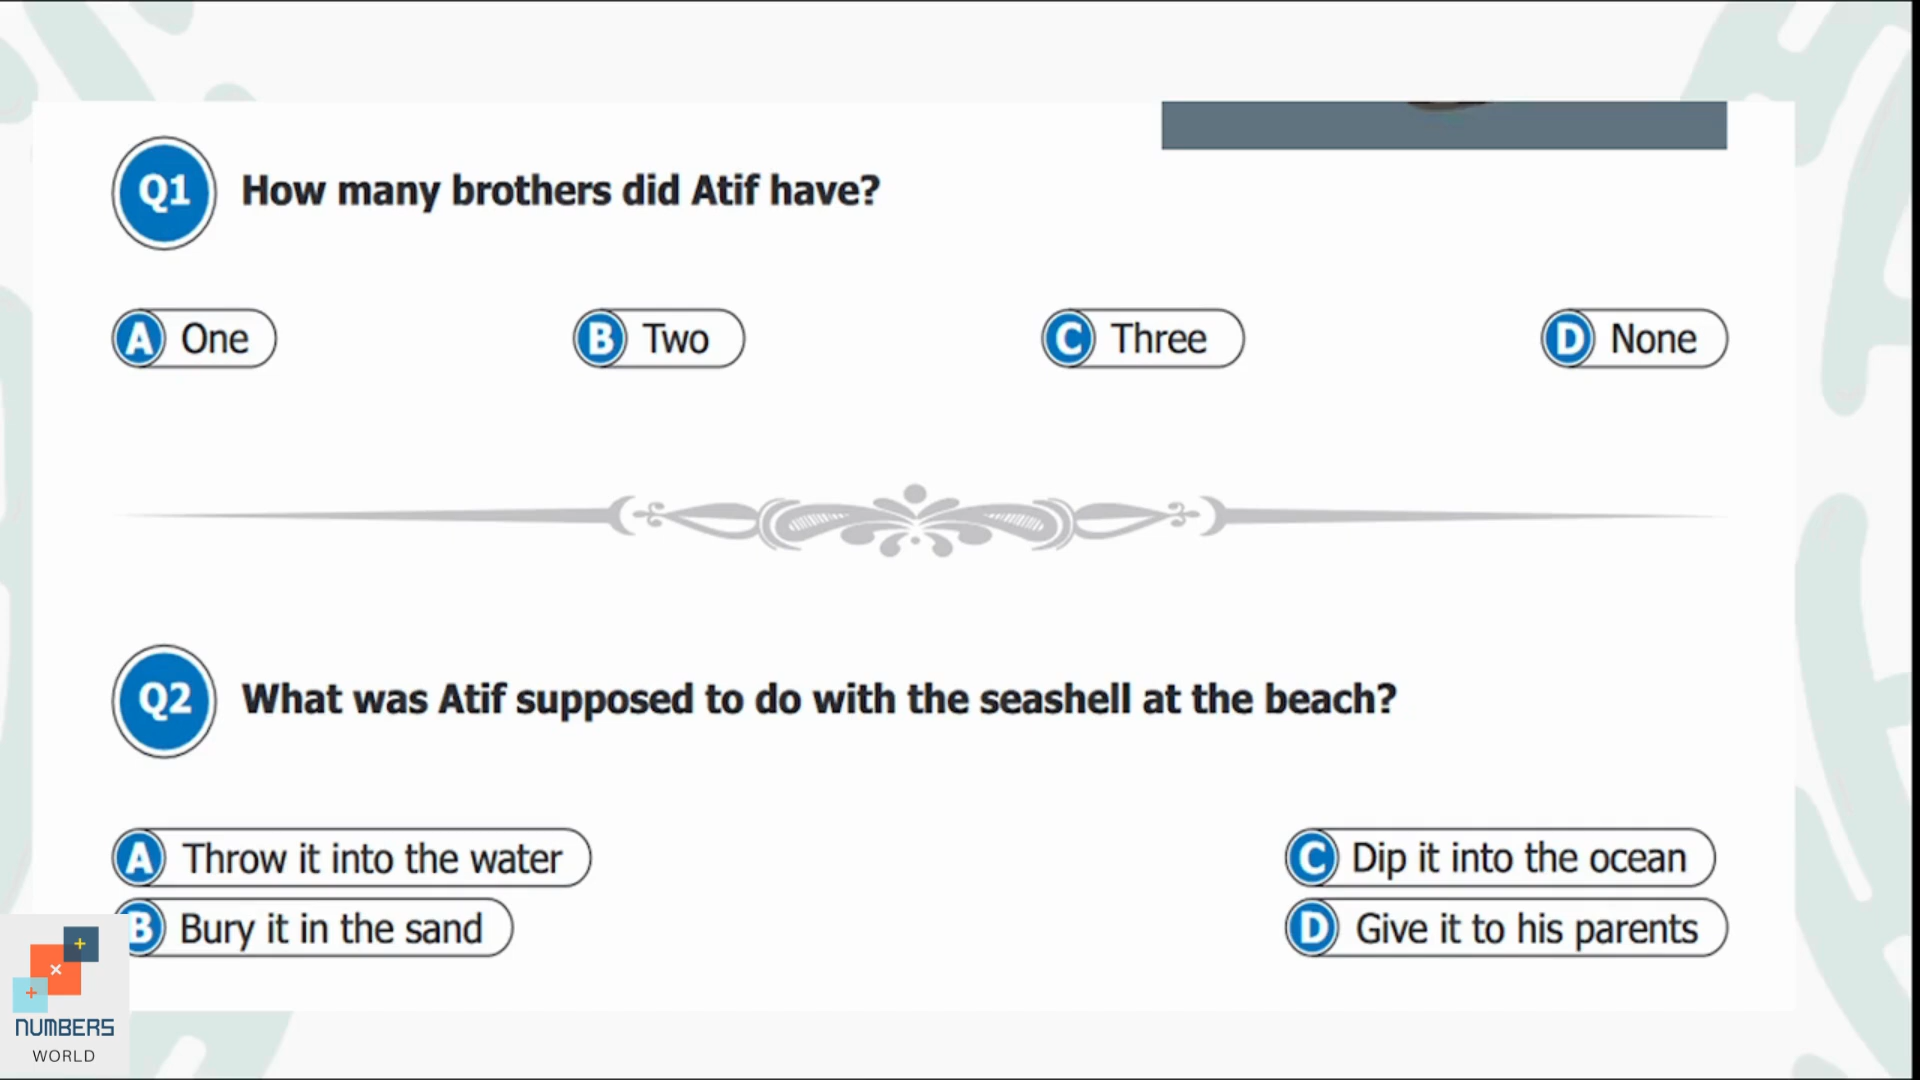 Q1 How many brothers did Atif have?
A One B Two C Three D None
Q2 What was Atif supposed to do with the seashell at the beach?
A Throw it into the water C Dip it into the ocean
B Bury it in the sand D Give it to his parents
+
×
+
NUMBERS
WORLD